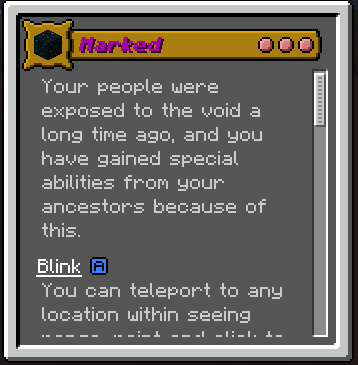 Marked
Your people were
exposed to the void a
long time ago, and you
have gained special
abilities from your
ancestors because of
this.
Blink A
You can teleport to any
location within seeing